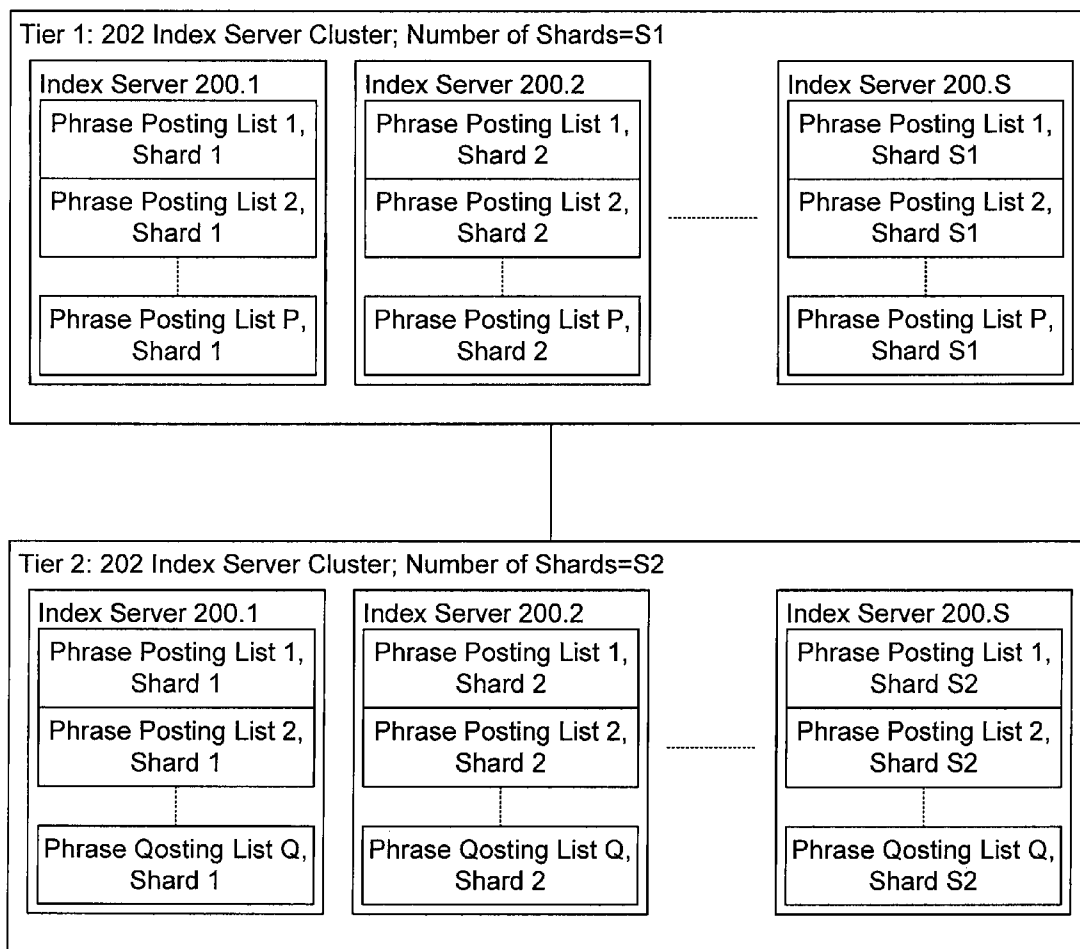 Tier 1: 202 Index Server Cluster; Number of Shards=S1
Index Server 200.1
Phrase Posting List 1,
Shard 1
Phrase Posting List 2,
Shard 1
Phrase Posting List P,
Shard 1
Index Server 200.2
Phrase Posting List 1,
Shard 2
Phrase Posting List 2,
Shard 2
Phrase Posting List P,
Shard 2
Index Server 200.S
Phrase Posting List 1,
Shard S1
Phrase Posting List 2,
Shard S1
Phrase Posting List P,
Shard S1
Tier 2: 202 Index Server Cluster; Number of Shards=S2
Index Server 200.1
Phrase Posting List 1,
Shard 1
Phrase Posting List 2,
Shard 1
Phrase Qosting List Q,
Shard 1
Index Server 200.2
Phrase Posting List 1,
Shard 2
Phrase Posting List 2,
Shard 2
Phrase Qosting List Q,
Shard 2
Index Server 200.S
Phrase Posting List 1,
Shard S2
Phrase Posting List 2,
Shard S2
Phrase Qosting List Q,
Shard S2